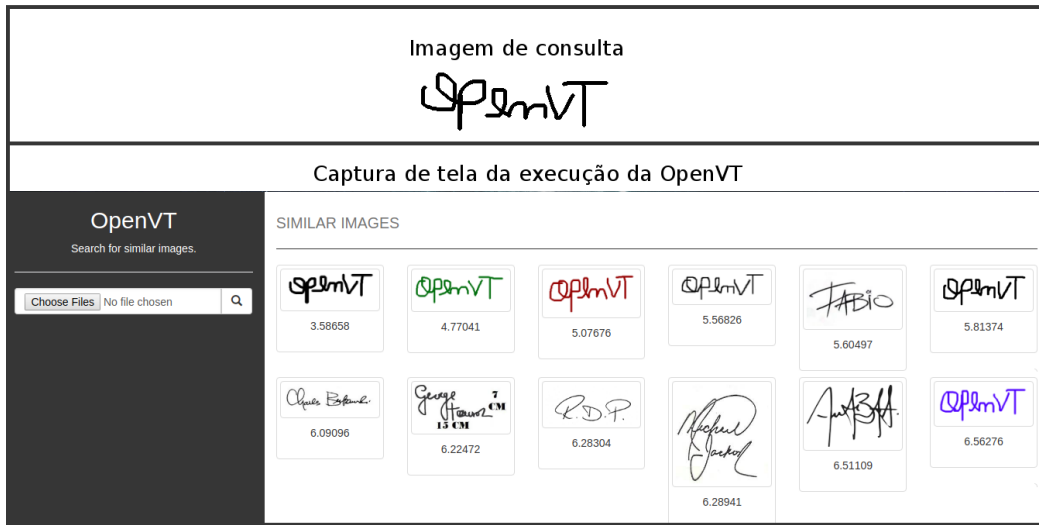 Imagem de consulta
OpenVT
Captura de tela da execução da OpenVT
OpenVT
Search for similar images.
Choose Files No file chosen
SIMILAR IMAGES
OpenVT OpenVT OpenVT OpenVT FABiO OpenVT
3.58658 4.77041 5.07676 5.56826 5.60497 5.81374
George 7 CM 15 CM R.D.P. Michael Jackson OpenVT
6.09096 6.22472 6.28304 6.28941 6.51109 6.56276